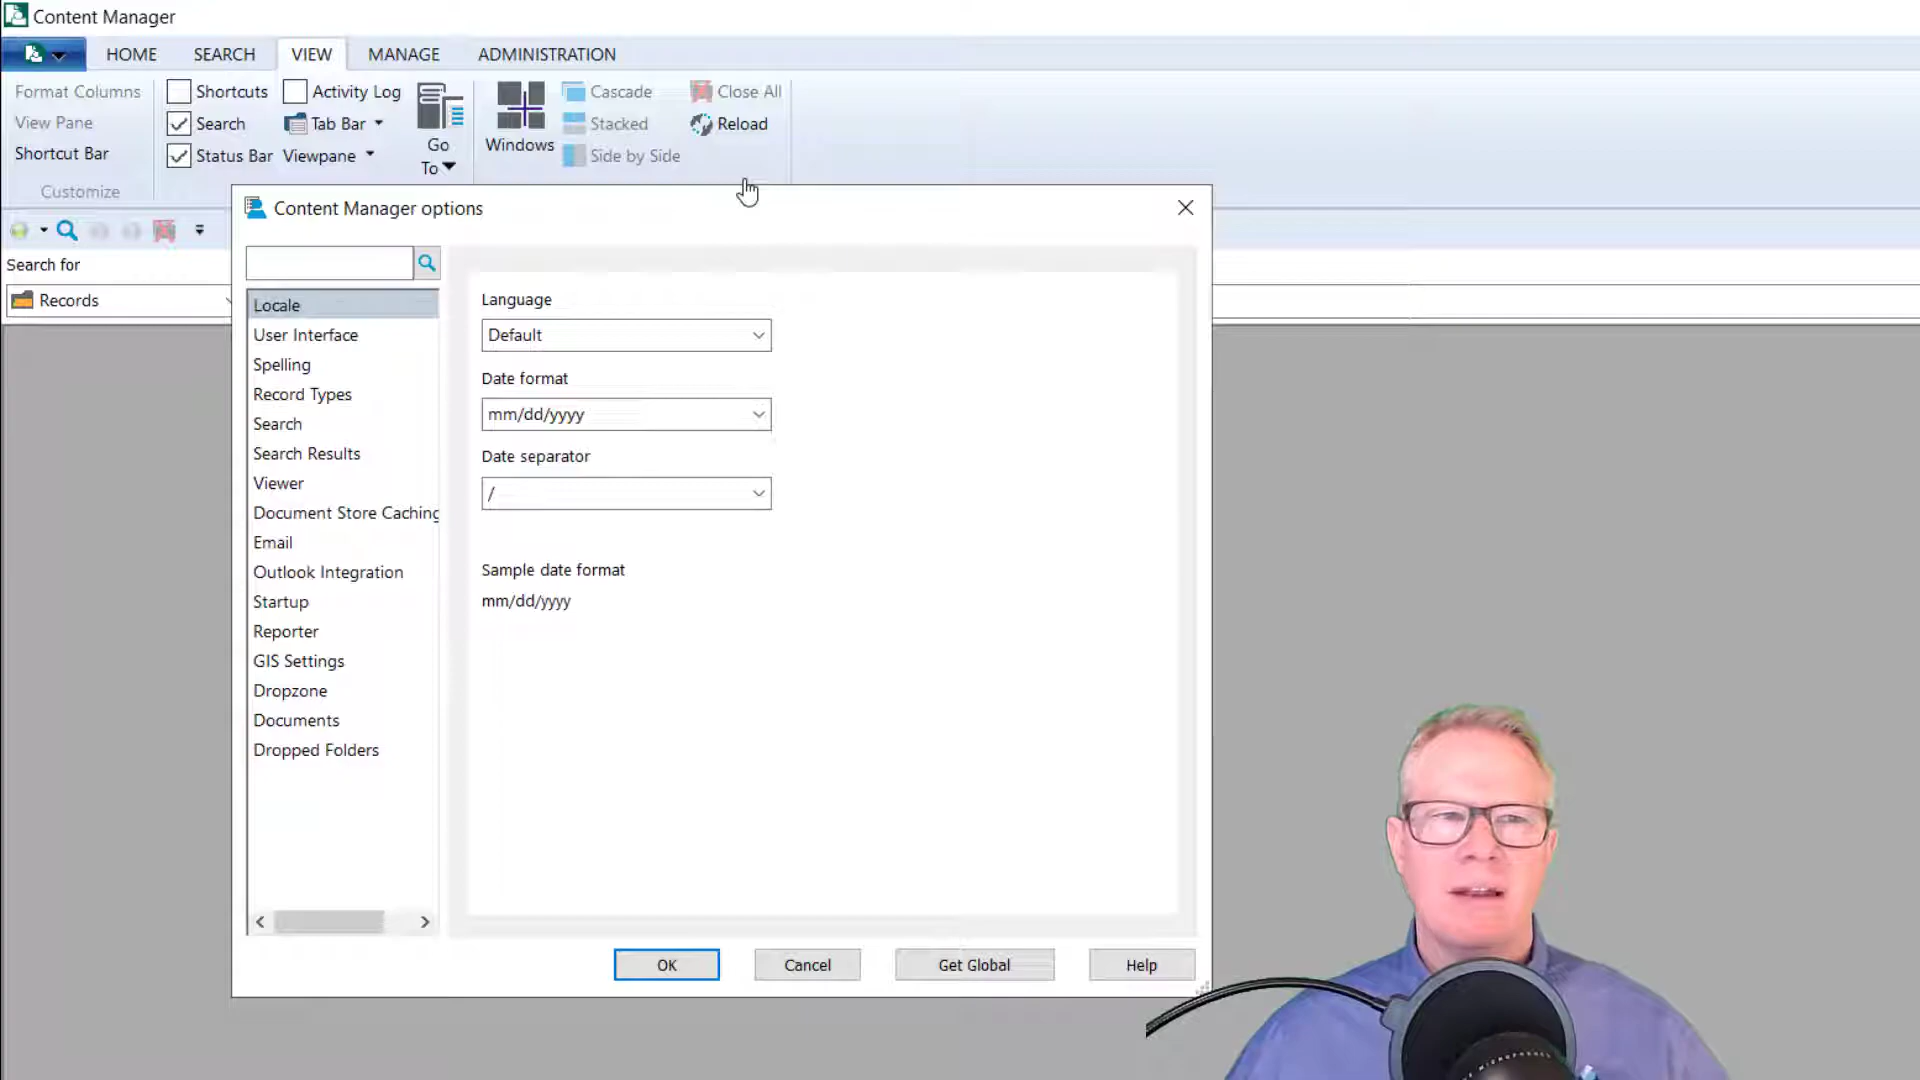 Content Manager
HOME SEARCH VIEW MANAGE ADMINISTRATION
Format Columns
View Pane
Shortcut Bar
Customize
Shortcuts
Search
Status Bar
Activity Log
Tab Bar
Viewpane
Go
To
Windows
Cascade
Stacked
Side by Side
Close All
Reload
Search for
Records
Content Manager options
Locale
User Interface
Spelling
Record Types
Search
Search Results
Viewer
Document Store Caching
Email
Outlook Integration
Startup
Reporter
GIS Settings
Dropzone
Documents
Dropped Folders
Language
Default
Date format
mm/dd/yyyy
Date separator
/
Sample date format
mm/dd/yyyy
OK Cancel Get Global Help